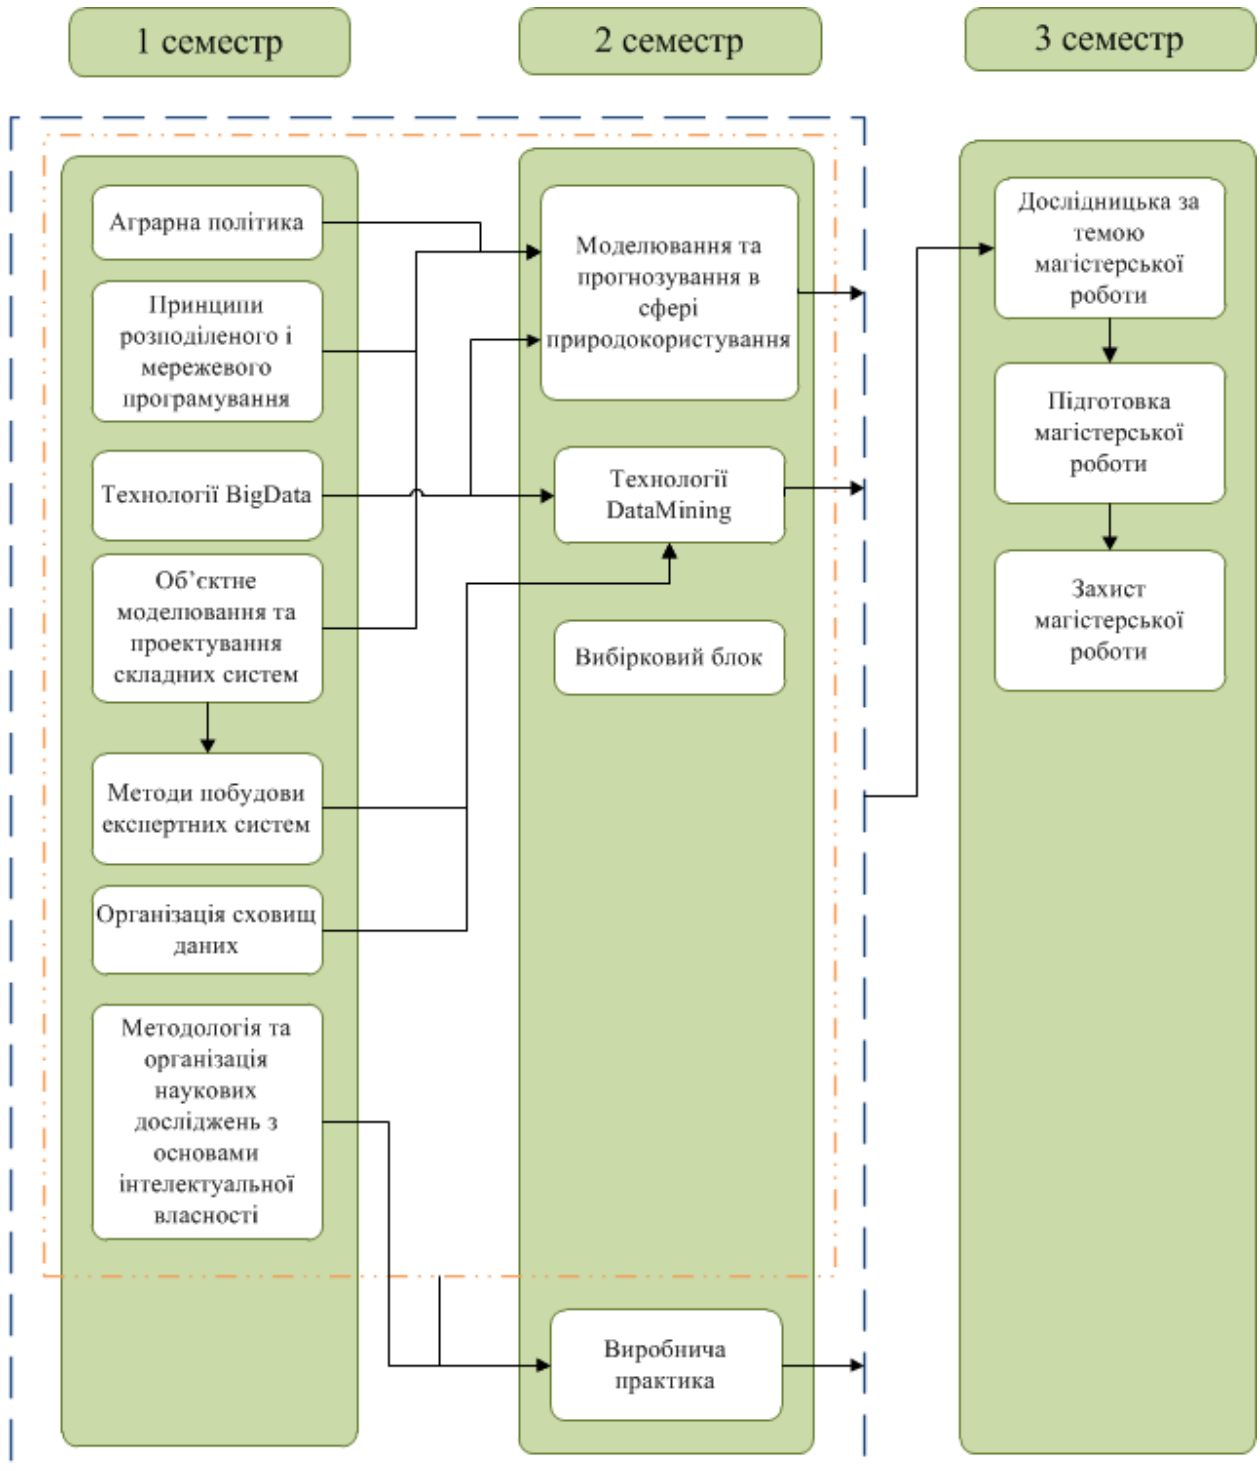 1 семестр
2 семестр
3 семестр
Аграрна політика
Принципи
розподіленого і
мережевого
програмування
Технології BigData
Об’єктне
моделювання та
проектування
складних систем
Методи побудови
експертних систем
Організація сховищ
даних
Методологія та
організація
наукових
досліджень з
основами
інтелектуальної
власності
Моделювання та
прогнозування в
сфері
природокористування
Технології
DataMining
Вибірковий блок
Виробнича
практика
Дослідницька за
темою
магістерської
роботи
Підготовка
магістерської
роботи
Захист
магістерської
роботи